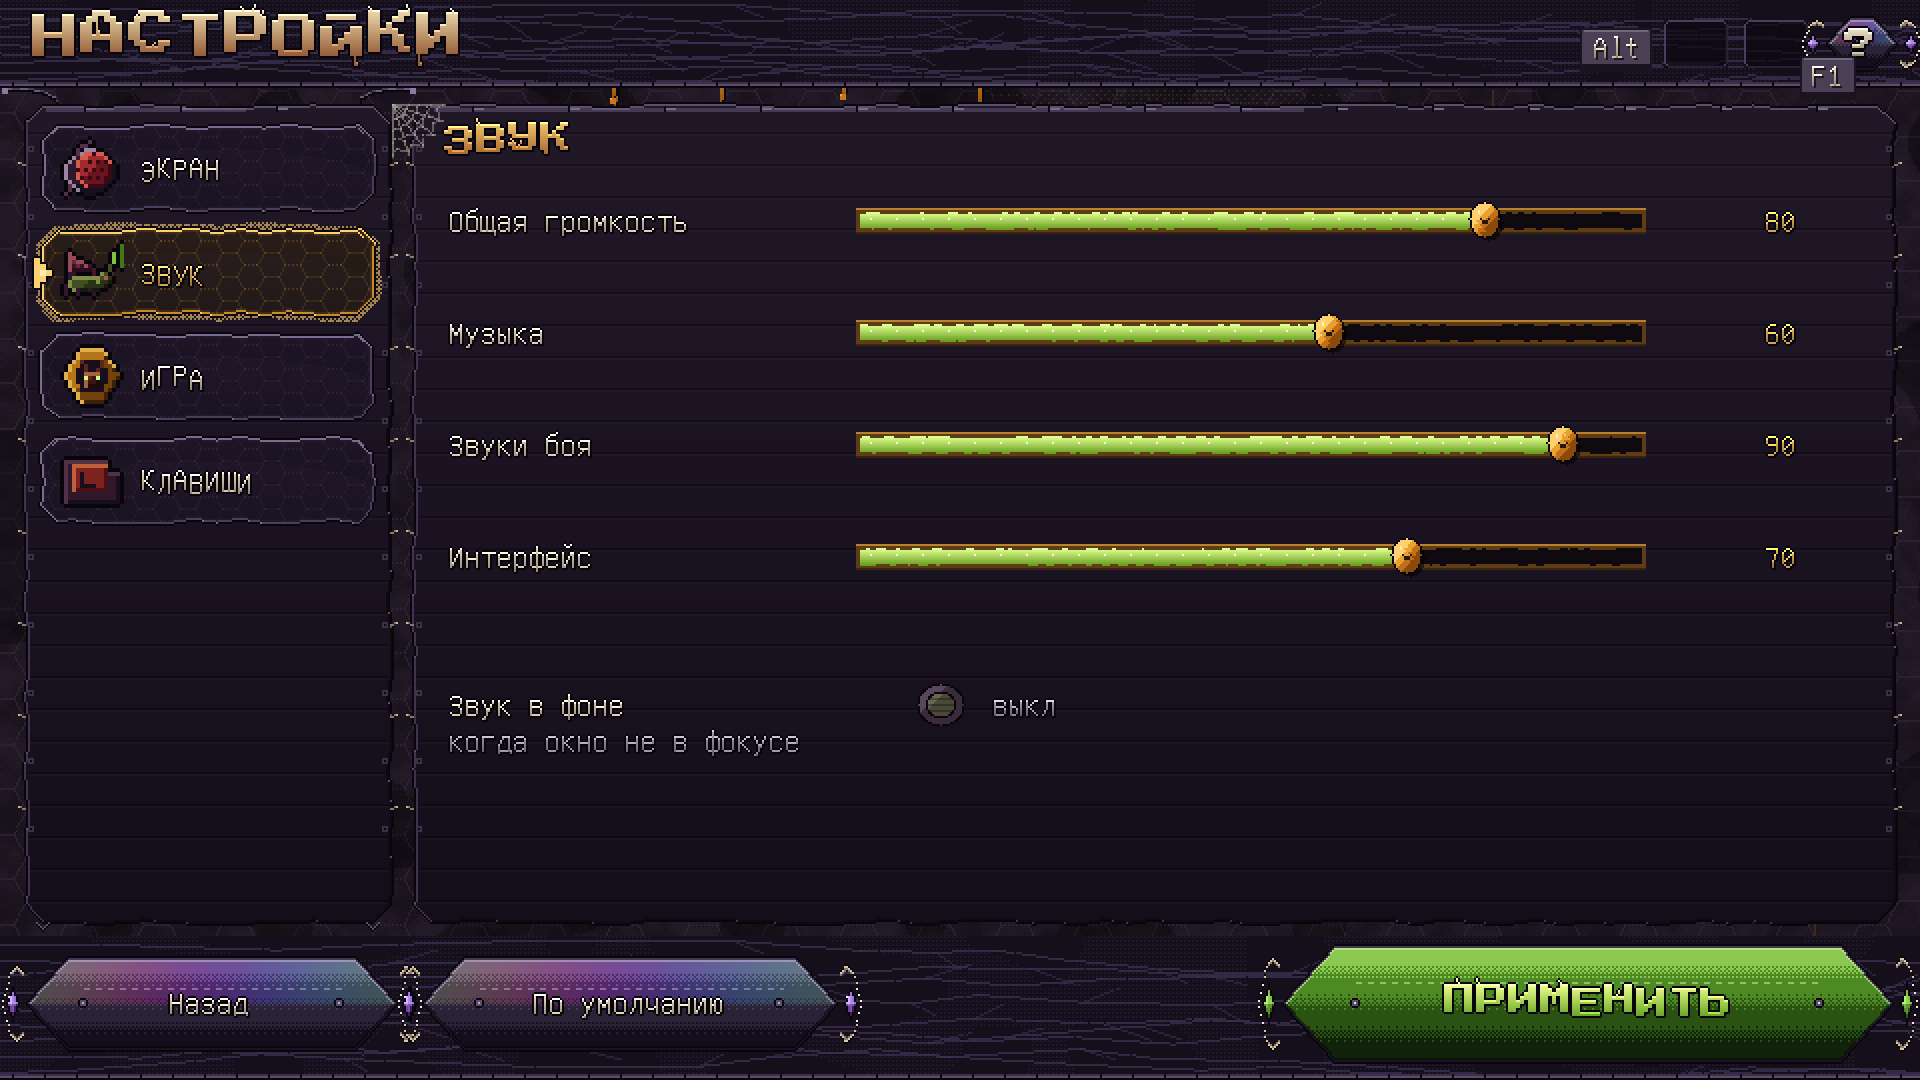 НАСТРОЙКИ
Alt
?
F1
ЭКРАН
ЗВУК
ИГРА
КЛАВИШИ
ЗВУК
Общая громкость 80
Музыка 60
Звуки боя 90
Интерфейс 70
Звук в фоне выкл
когда окно не в фокусе
Назад
По умолчанию
ПРИМЕНИТЬ